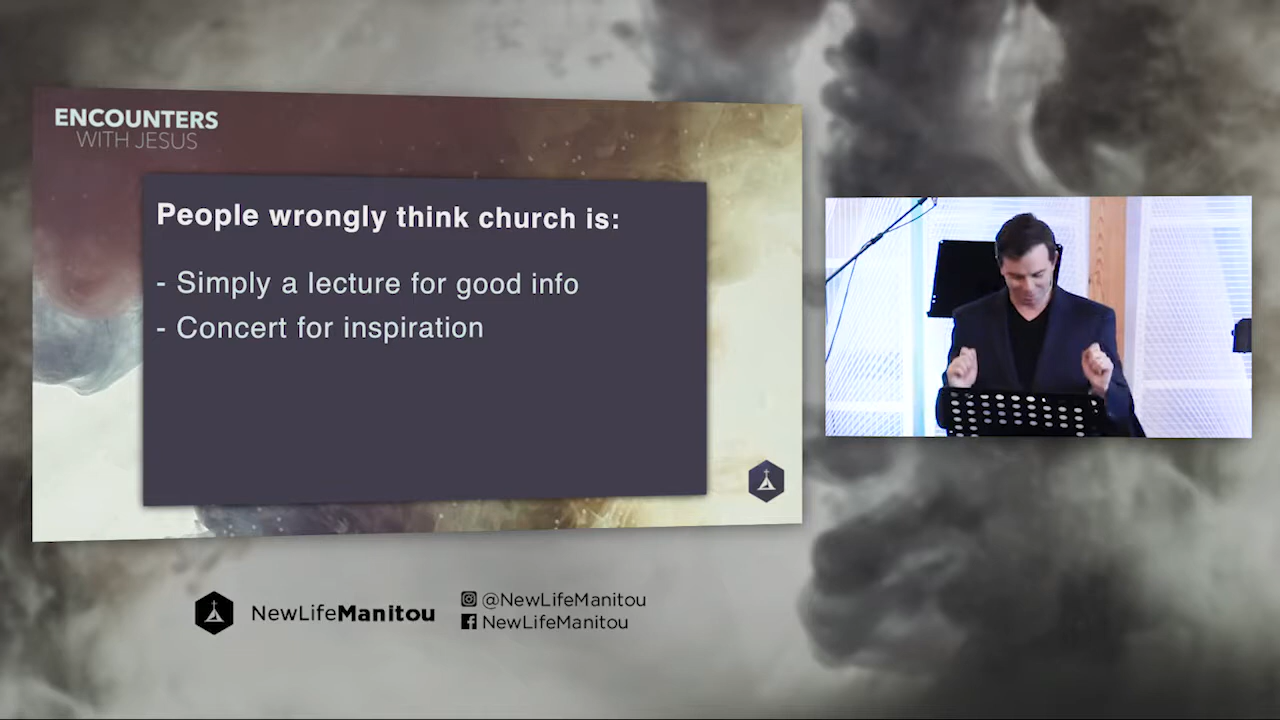 ENCOUNTERS
WITH JESUS
People wrongly think church is:
- Simply a lecture for good info
- Concert for inspiration
NewLifeManitou
@NewLifeManitou
NewLifeManitou